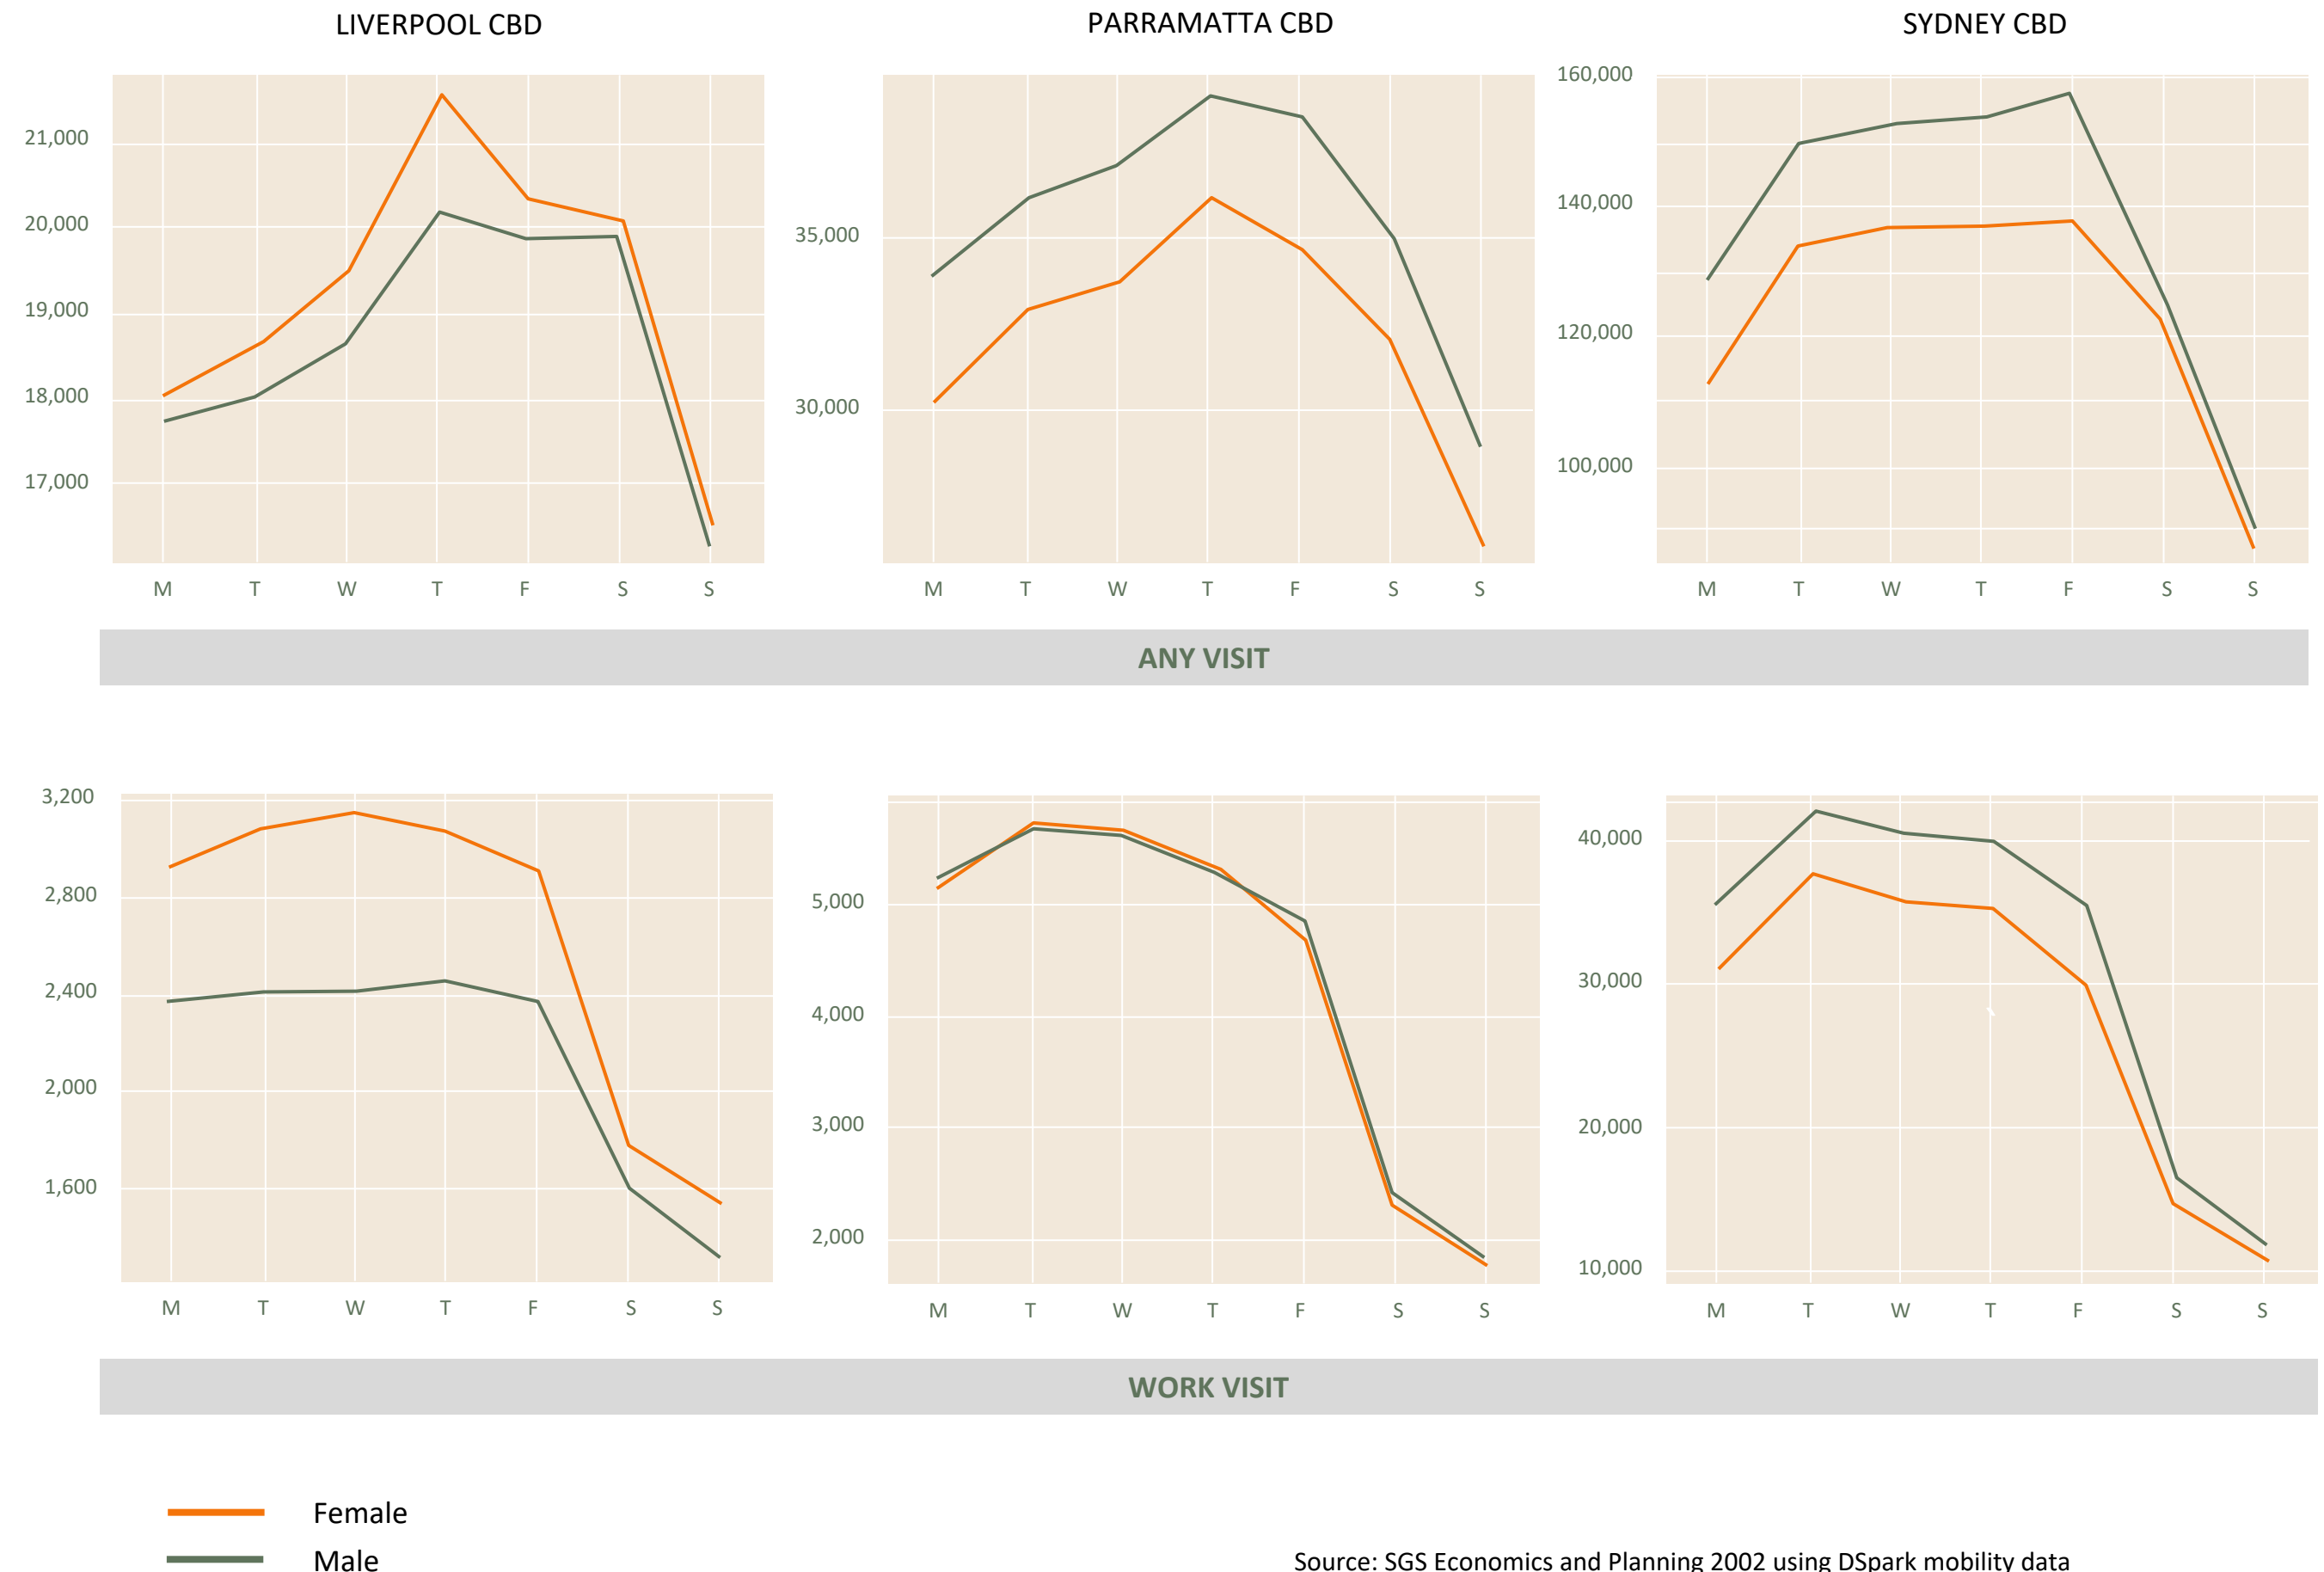 LIVERPOOL CBD
PARRAMATTA CBD
SYDNEY CBD
21,000
20,000
19,000
18,000
17,000
M T W T F S S
35,000
30,000
M T W T F S S
160,000
140,000
120,000
100,000
M T W T F S S
ANY VISIT
3,200
2,800
2,400
2,000
1,600
M T W T F S S
5,000
4,000
3,000
2,000
M T W T F S S
40,000
30,000
20,000
10,000
M T W T F S S
WORK VISIT
Female
Male
Source: SGS Economics and Planning 2002 using DSpark mobility data